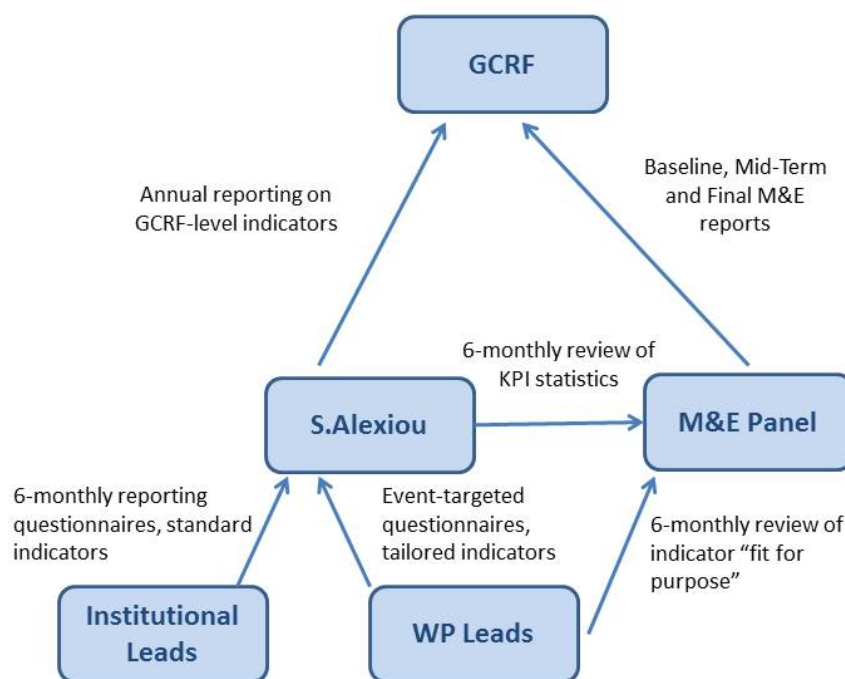 GCRF
Annual reporting on
GCRF-level indicators
Baseline, Mid-Term
and Final M&E
reports
6-monthly review of
KPI statistics
S.Alexiou
M&E Panel
6-monthly reporting
questionnaires, standard
indicators
Event-targeted
questionnaires,
tailored indicators
6-monthly review of
indicator “fit for
purpose”
Institutional
Leads
WP Leads